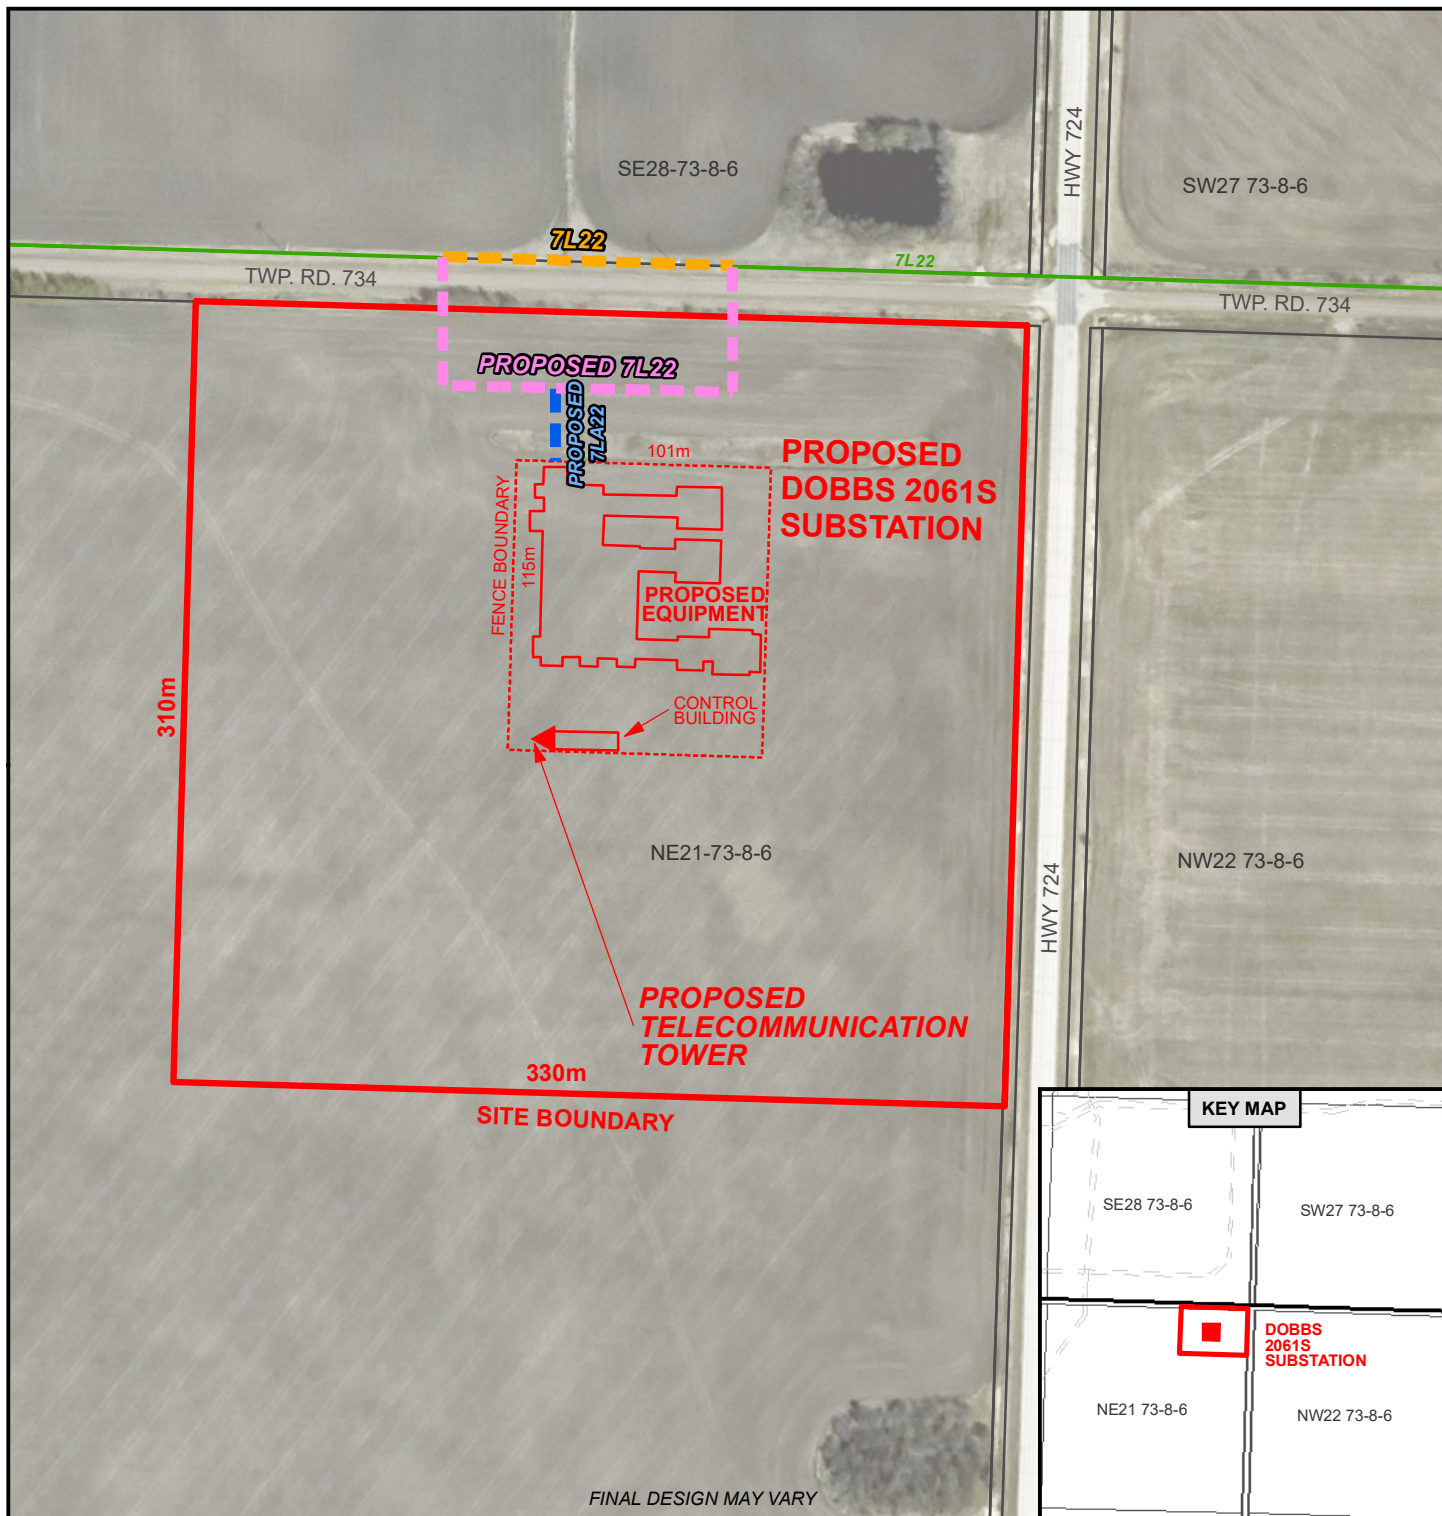 SE28-73-8-6
HWY 724
SW27 73-8-6
7L22
7L22
TWP. RD. 734
TWP. RD. 734
PROPOSED 7L22
PROPOSED
7LA22
101m
PROPOSED
DOBBS 2061S
SUBSTATION
FENCE BOUNDARY
115m
PROPOSED
EQUIPMENT
310m
CONTROL
BUILDING
NE21-73-8-6
NW22 73-8-6
HWY 724
PROPOSED
TELECOMMUNICATION
TOWER
330m
SITE BOUNDARY
KEY MAP
SE28 73-8-6
SW27 73-8-6
DOBBS
2061S
SUBSTATION
NE21 73-8-6
NW22 73-8-6
FINAL DESIGN MAY VARY